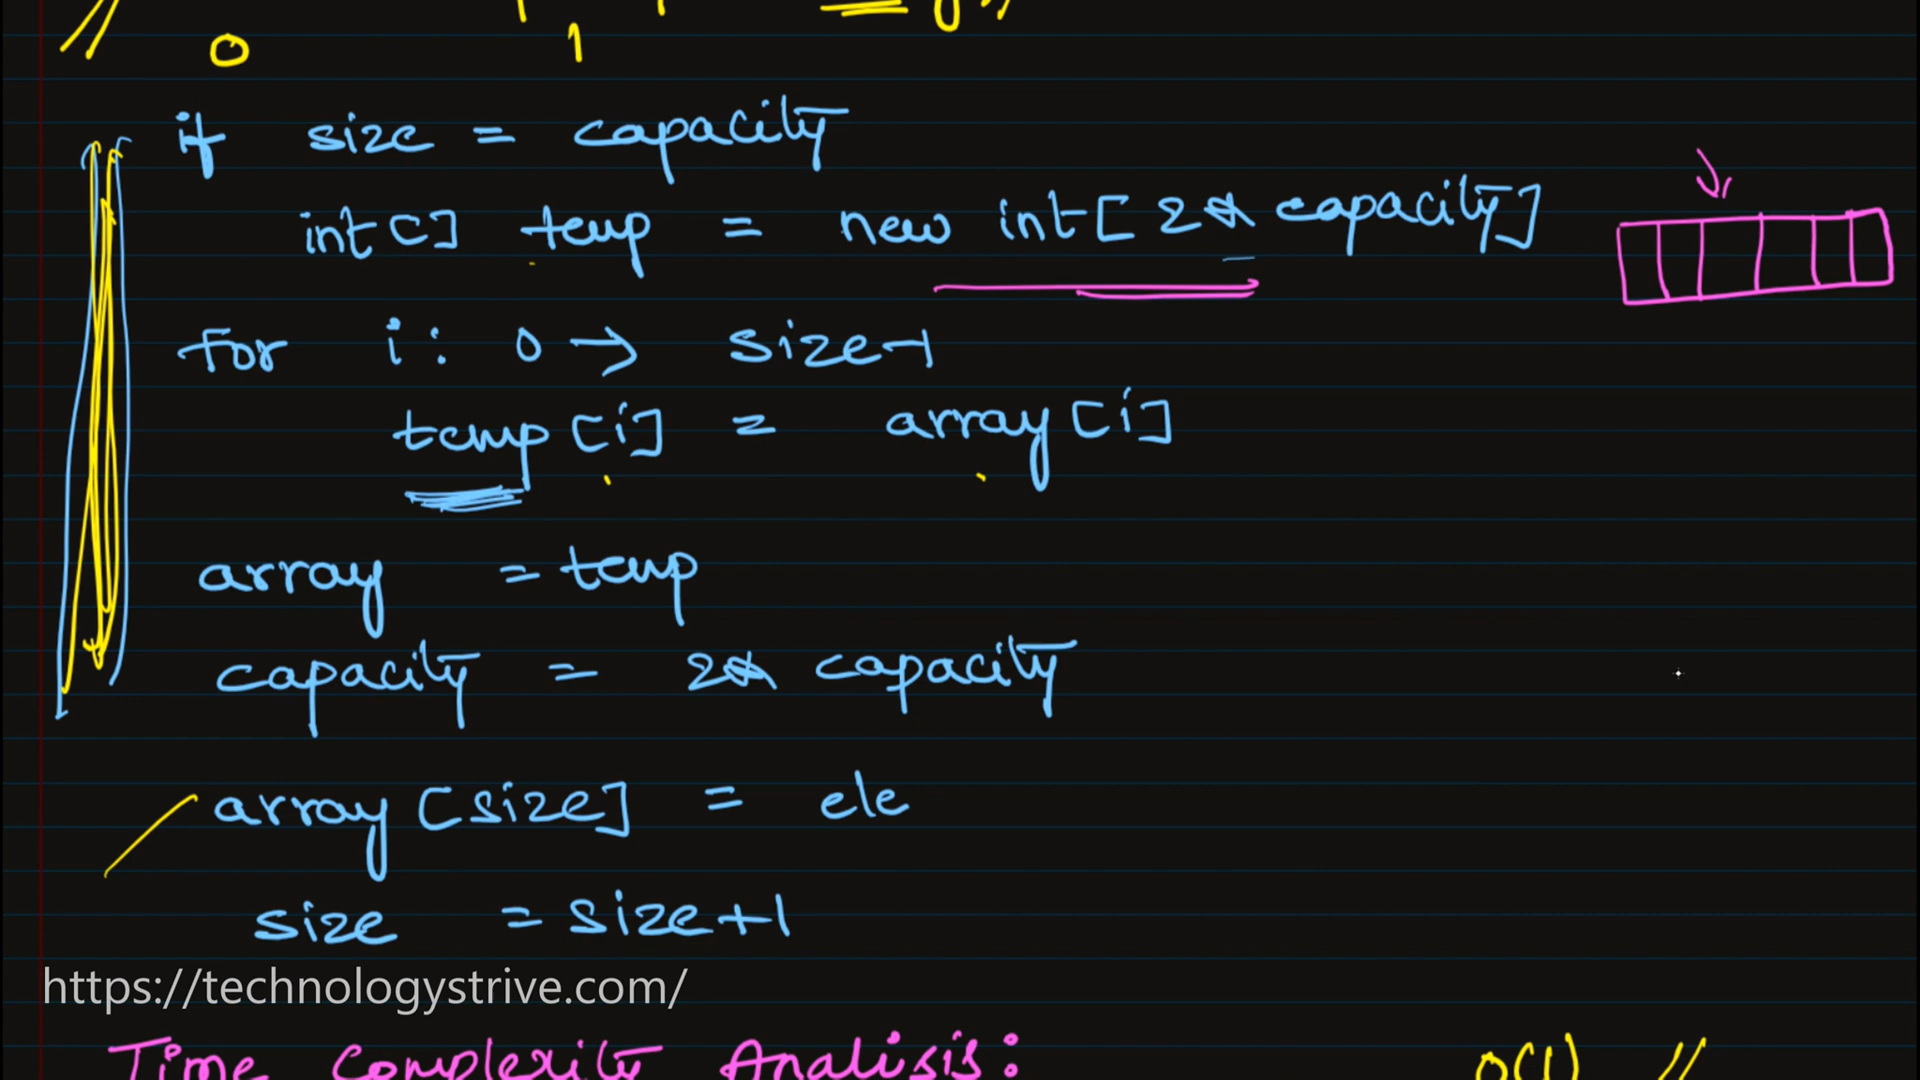 0 1
if size = capacity
int[] temp = new int[2* capacity]
for i: 0 → size-1
temp[i] = array[i]
array = temp
capacity = 2* capacity
array[size] = ele
size = size+1
https://technologystrive.com/
Time Complexity Analisis: O(1) //